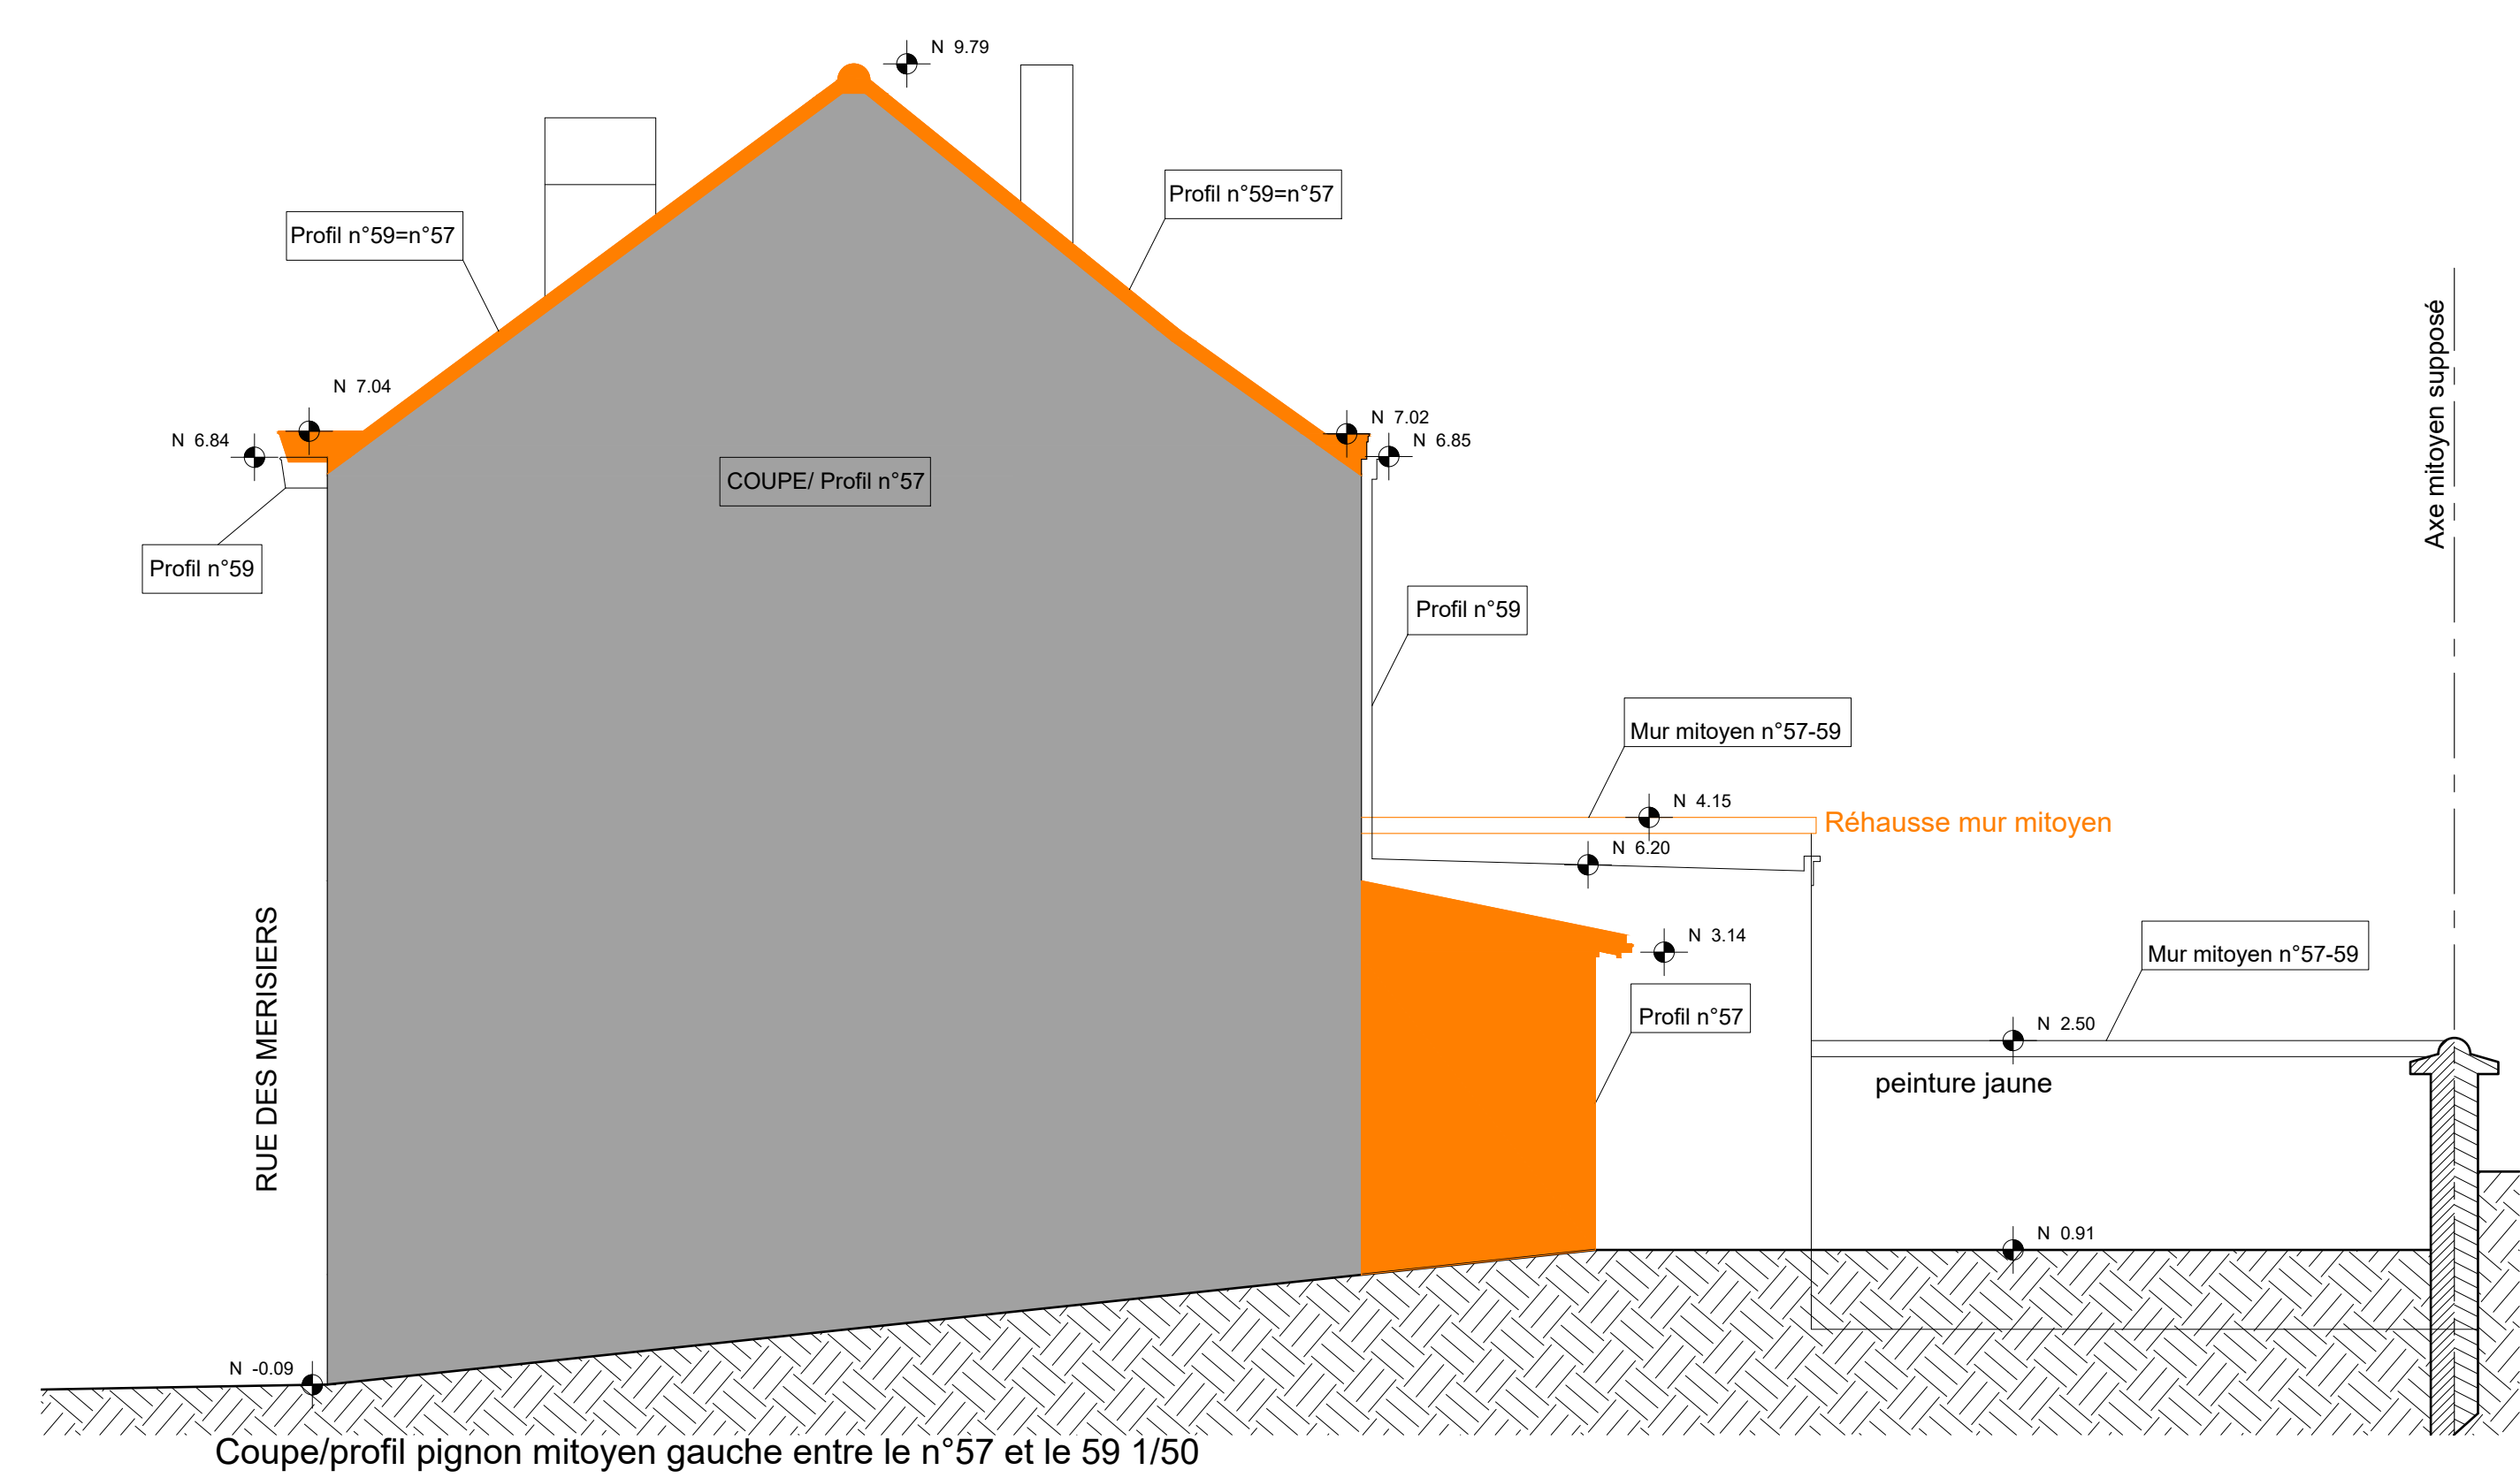 N 9.79
Profil n°59=n°57
Profil n°59=n°57
Axe mitoyen supposé
N 7.04
N 7.02
N 6.84
N 6.85
COUPE/ Profil n°57
Profil n°59
Profil n°59
Mur mitoyen n°57-59
N 4.15
Réhausse mur mitoyen
N 6.20
RUE DES MERISIERS
N 3.14
Mur mitoyen n°57-59
Profil n°57
N 2.50
peinture jaune
N 0.91
N -0.09
Coupe/profil pignon mitoyen gauche entre le n°57 et le 59 1/50